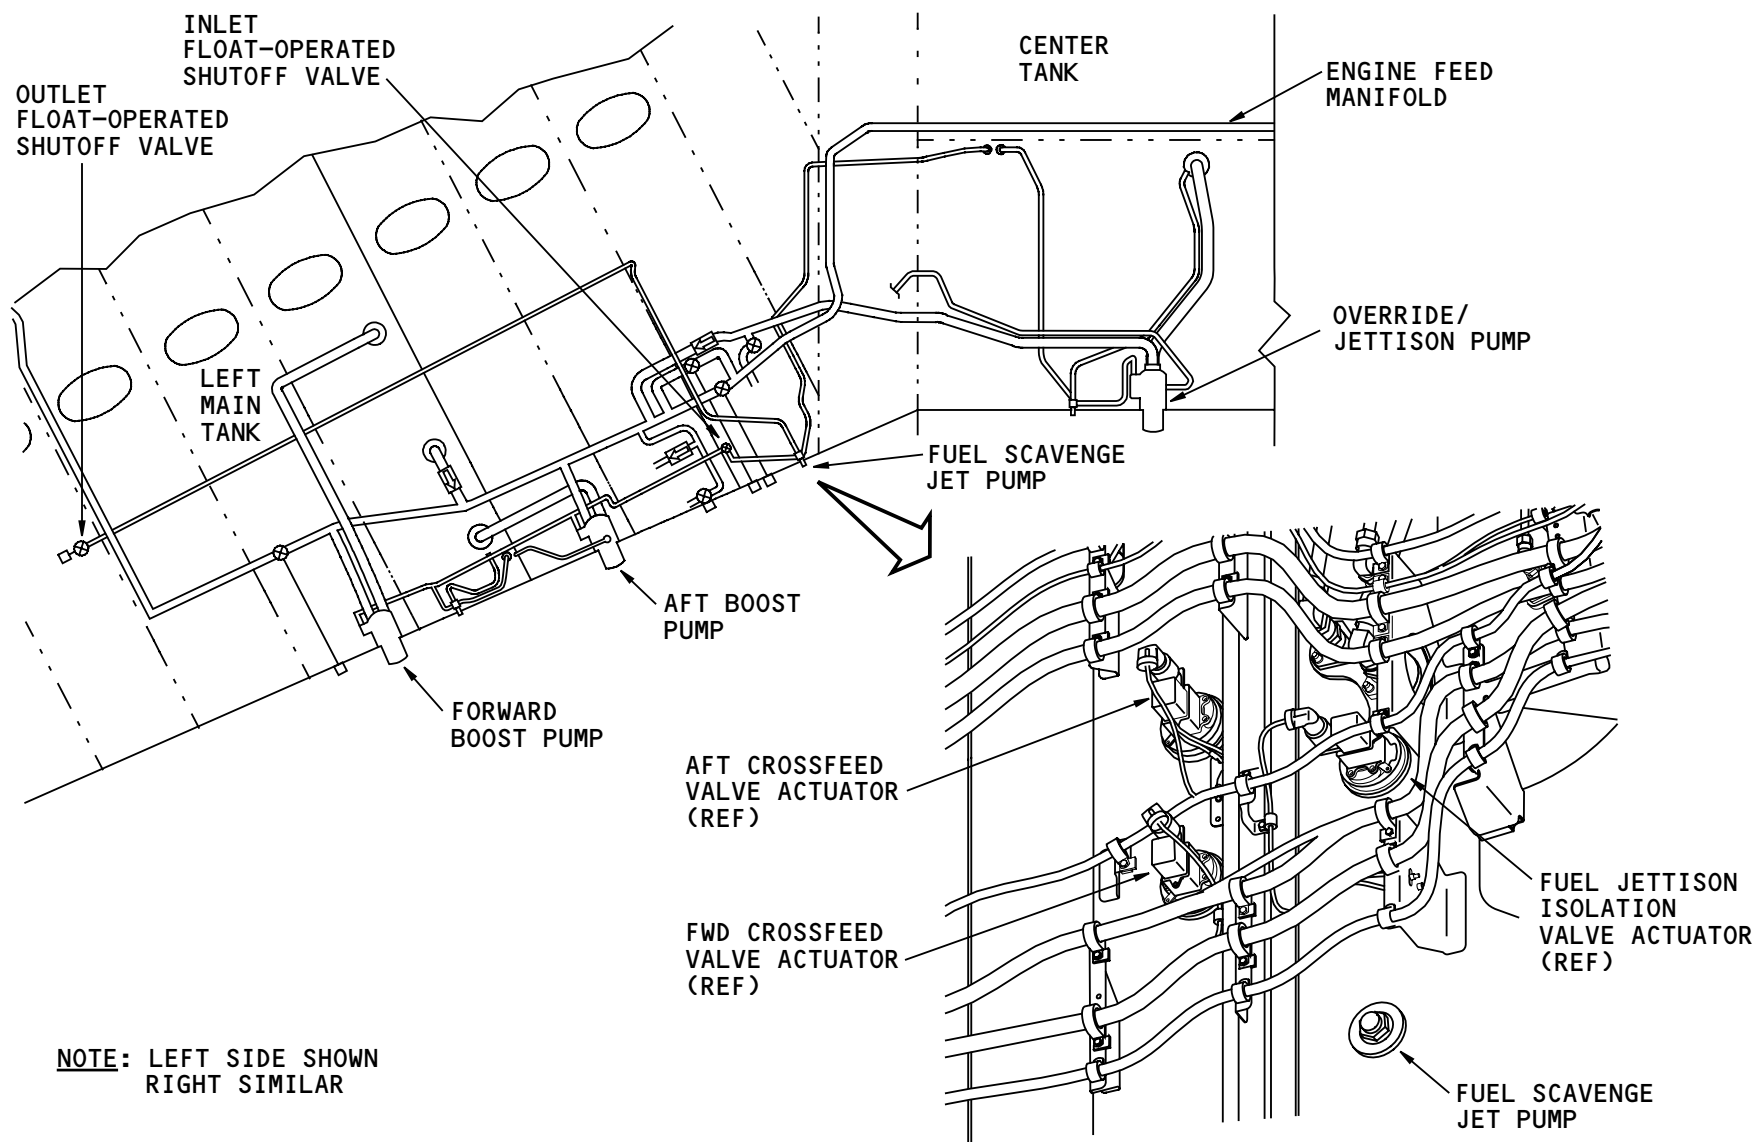 INLET
FLOAT-OPERATED
SHUTOFF VALVE
OUTLET
FLOAT-OPERATED
SHUTOFF VALVE
CENTER
TANK
ENGINE FEED
MANIFOLD
OVERRIDE/
JETTISON PUMP
LEFT
MAIN
TANK
FUEL SCAVENGE
JET PUMP
AFT BOOST
PUMP
FORWARD
BOOST PUMP
AFT CROSSFEED
VALVE ACTUATOR
(REF)
FWD CROSSFEED
VALVE ACTUATOR
(REF)
FUEL JETTISON
ISOLATION
VALVE ACTUATOR
(REF)
FUEL SCAVENGE
JET PUMP
NOTE: LEFT SIDE SHOWN
RIGHT SIMILAR